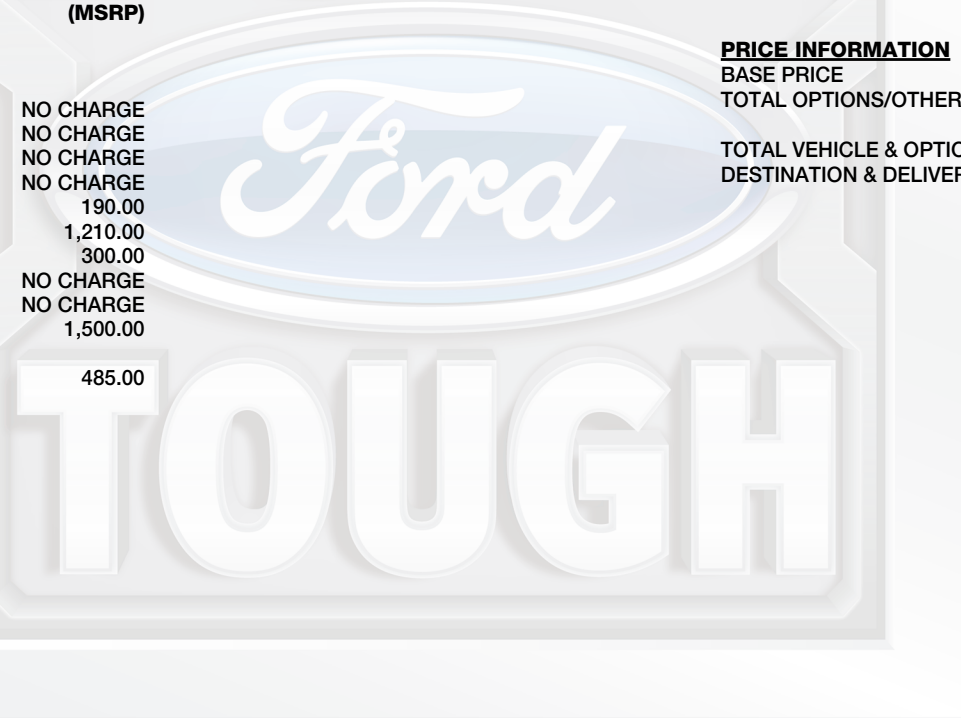 (MSRP)
NO CHARGE
NO CHARGE
NO CHARGE
NO CHARGE
190.00
1,210.00
300.00
NO CHARGE
NO CHARGE
1,500.00
485.00
PRICE INFORMATION
BASE PRICE
TOTAL OPTIONS/OTHER
TOTAL VEHICLE & OPTIO
DESTINATION & DELIVER
Ford
TOUGH